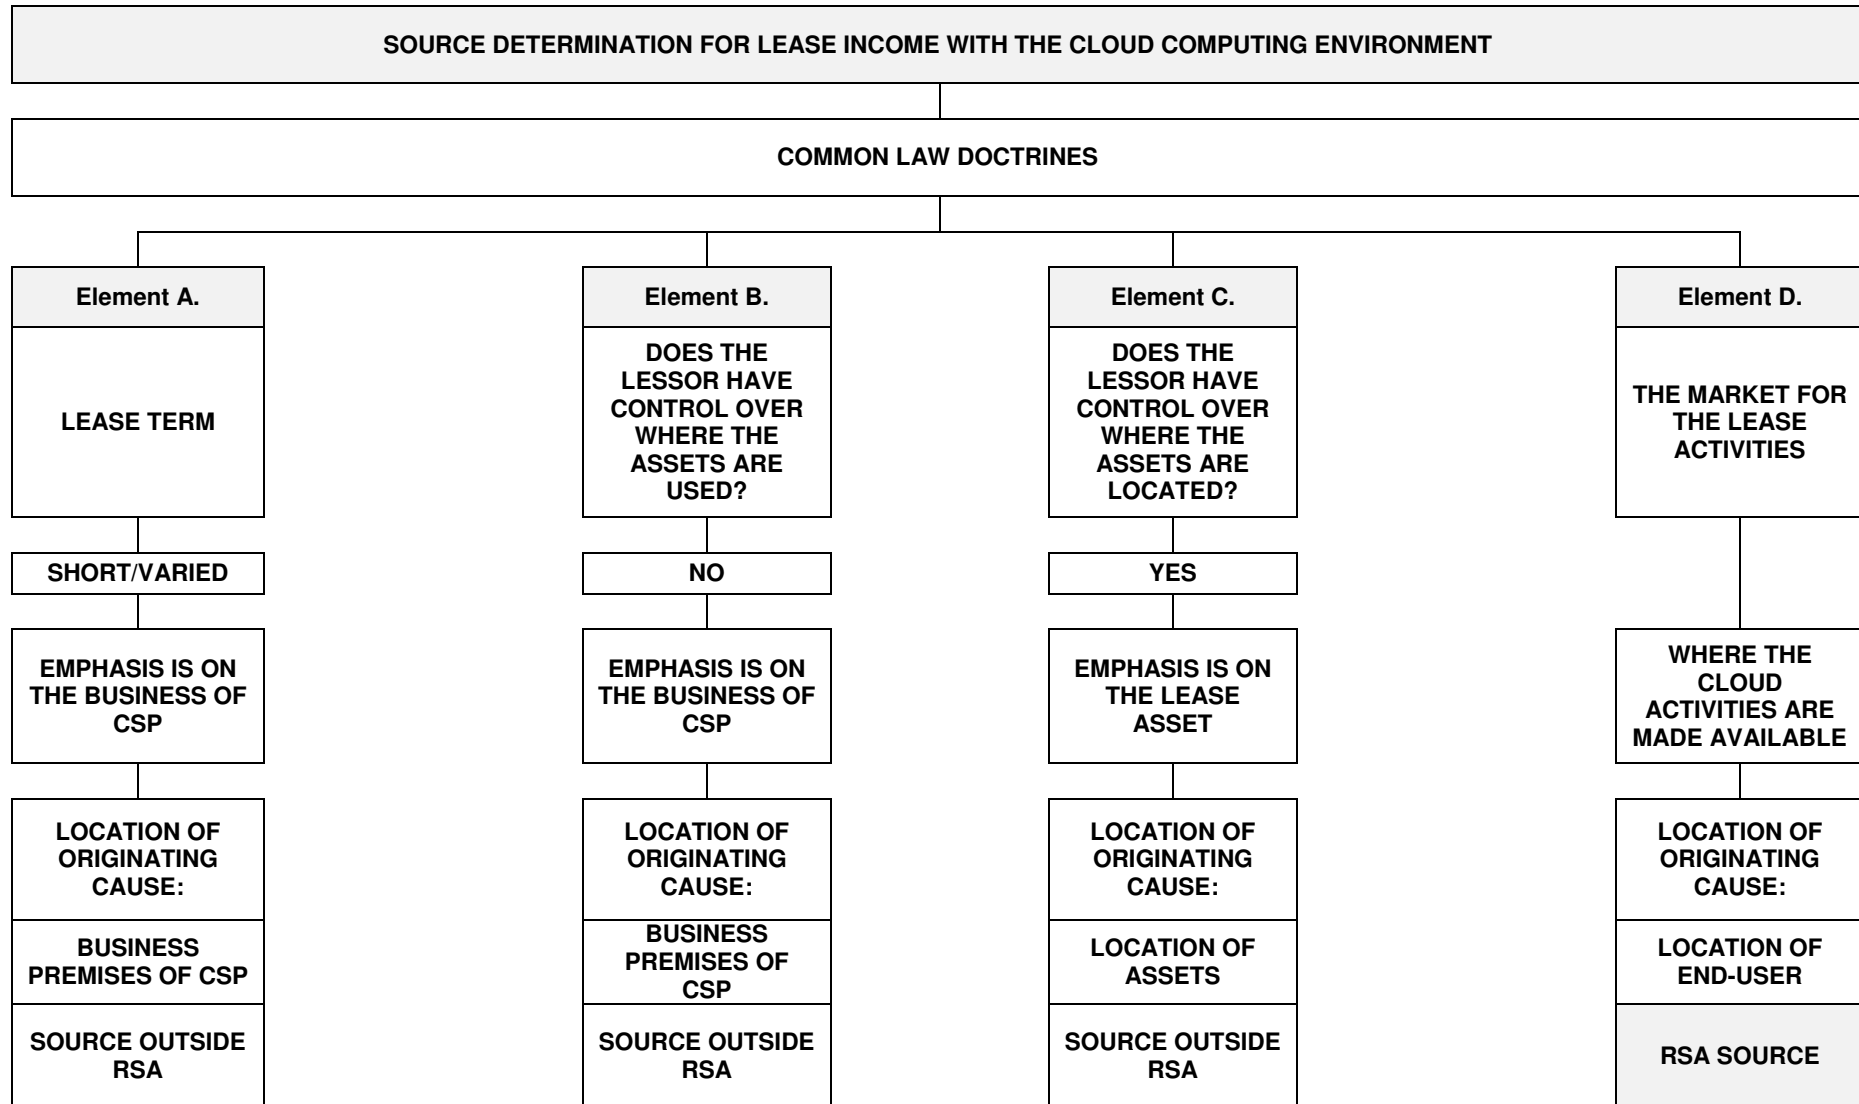 SOURCE DETERMINATION FOR LEASE INCOME WITH THE CLOUD COMPUTING ENVIRONMENT
COMMON LAW DOCTRINES
Element A.
LEASE TERM
SHORT/VARIED
EMPHASIS IS ON
THE BUSINESS OF
CSP
LOCATION OF
ORIGINATING
CAUSE:
BUSINESS
PREMISES OF CSP
SOURCE OUTSIDE
RSA
Element B.
DOES THE
LESSOR HAVE
CONTROL OVER
WHERE THE
ASSETS ARE
USED?
NO
EMPHASIS IS ON
THE BUSINESS OF
CSP
LOCATION OF
ORIGINATING
CAUSE:
BUSINESS
PREMISES OF
CSP
SOURCE OUTSIDE
RSA
Element C.
DOES THE
LESSOR HAVE
CONTROL OVER
WHERE THE
ASSETS ARE
LOCATED?
YES
EMPHASIS IS ON
THE LEASE
ASSET
LOCATION OF
ORIGINATING
CAUSE:
LOCATION OF
ASSETS
SOURCE OUTSIDE
RSA
Element D.
THE MARKET FOR
THE LEASE
ACTIVITIES
WHERE THE
CLOUD
ACTIVITIES ARE
MADE AVAILABLE
LOCATION OF
ORIGINATING
CAUSE:
LOCATION OF
END-USER
RSA SOURCE